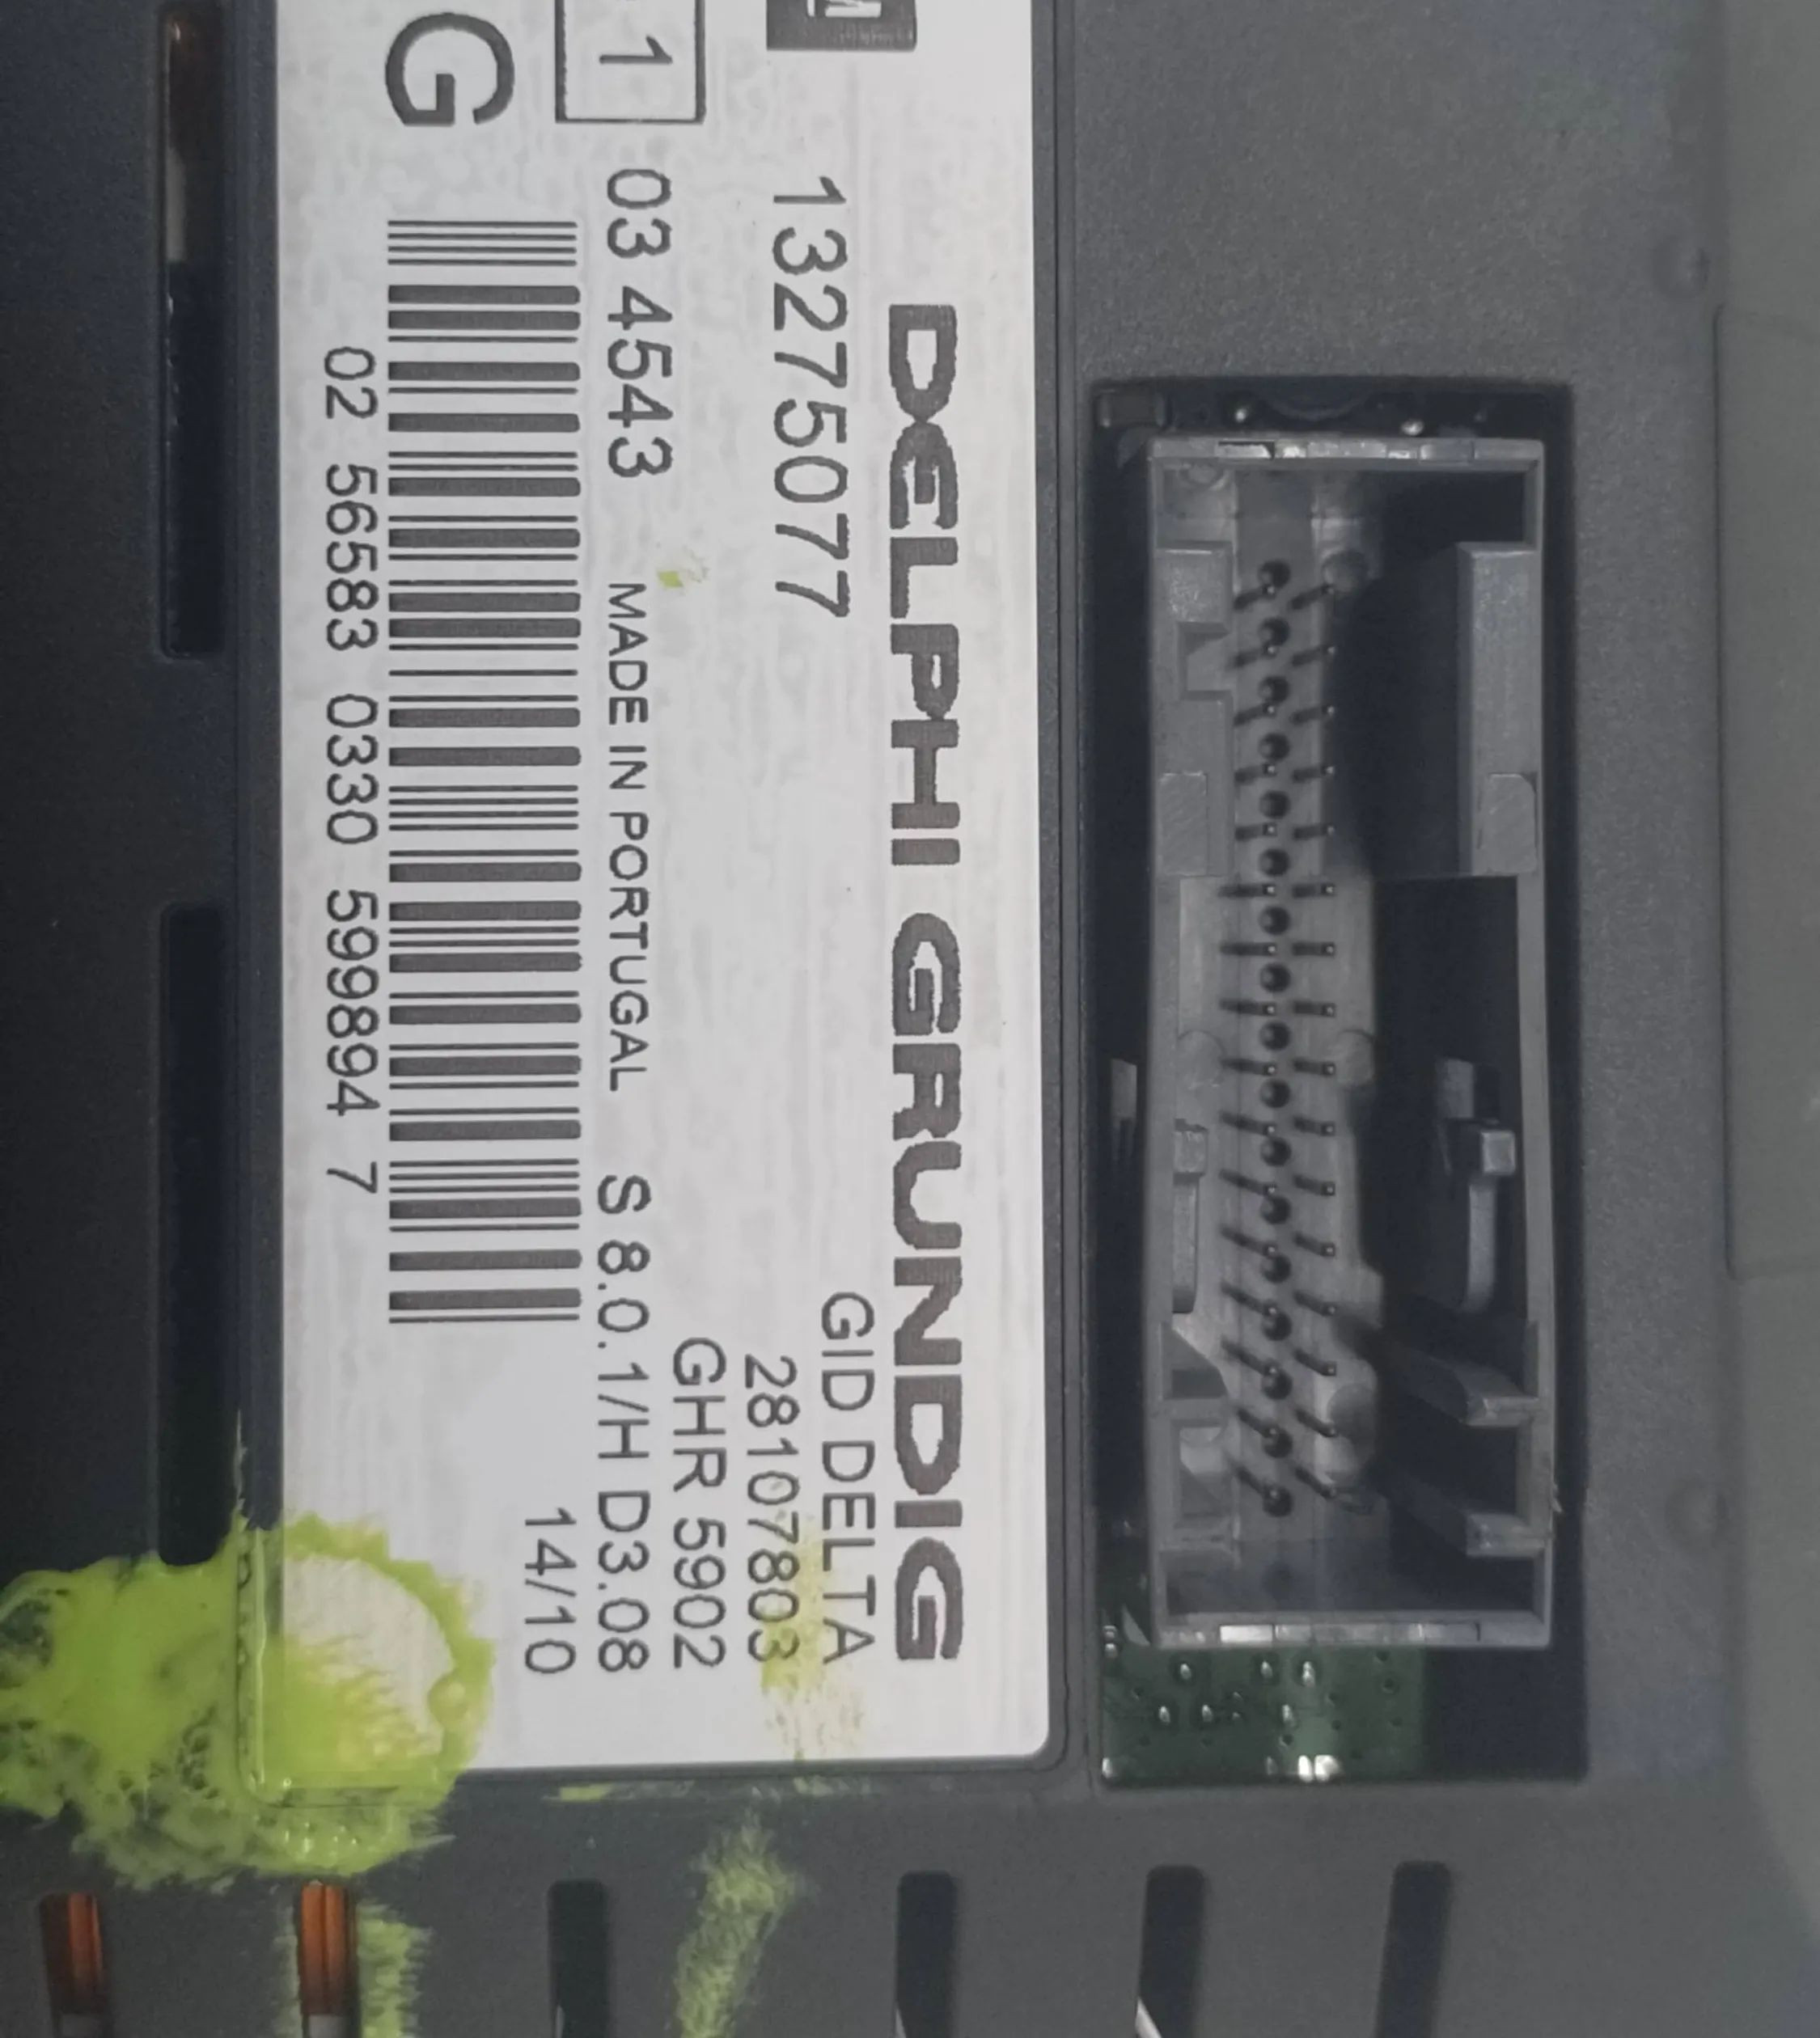 DELPHI GRUNDIG
GID DELTA
13275077
28107803
GHR 5902
1 03 4543 MADE IN PORTUGAL S 8.0.1/H D3.08
14/10
G
02 56583 0330 599894 7